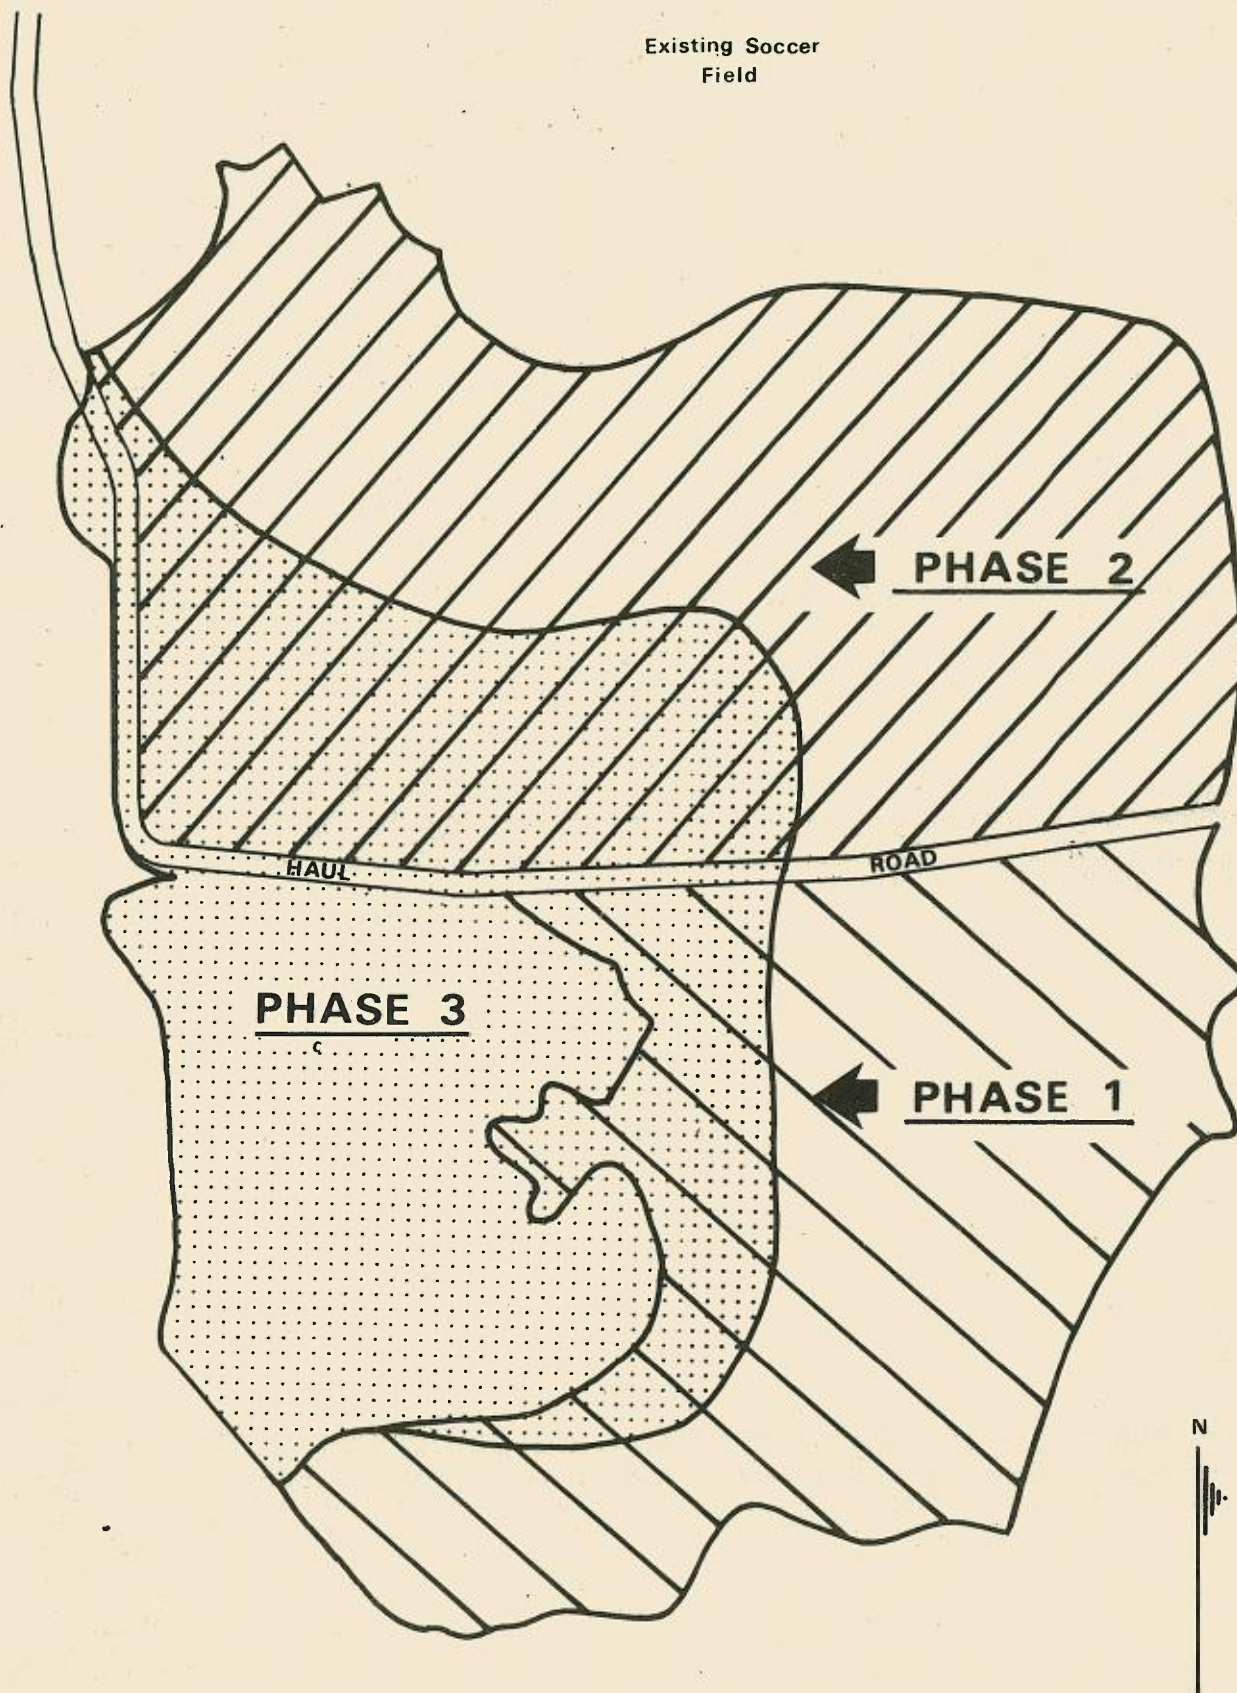 Existing Soccer
Field
PHASE 2
HAUL ROAD
PHASE 3
c
PHASE 1
N